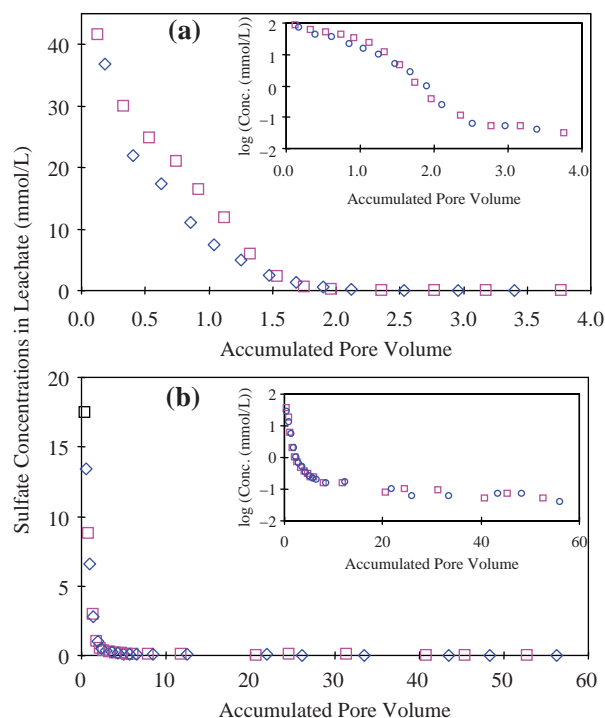 Sulfate Concentrations in Leachate (mmol/L)
(a)
40
30
20
10
0
0.0 0.5 1.0 1.5 2.0 2.5 3.0 3.5 4.0
Accumulated Pore Volume
log (Conc. (mmol/L))
2
1
0
−1
−2
0.0 1.0 2.0 3.0 4.0
Accumulated Pore Volume
(b)
20
15
10
5
0
0 10 20 30 40 50 60
Accumulated Pore Volume
log (Conc. (mmol/L))
2
1
0
−1
−2
0 20 40 60
Accumulated Pore Volume